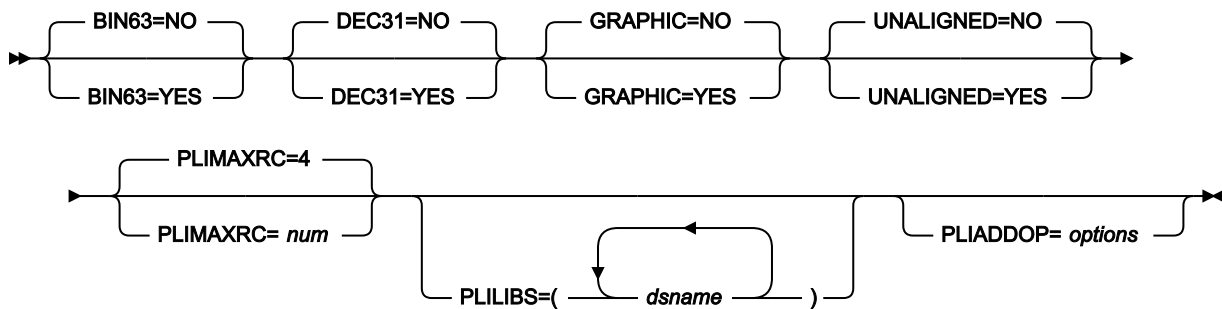 BIN63=NO DEC31=NO GRAPHIC=NO UNALIGNED=NO
BIN63=YES DEC31=YES GRAPHIC=YES UNALIGNED=YES
PLIMAXRC=4
PLIMAXRC= num PLIADDOP= options
PLILIBS=( dsname )